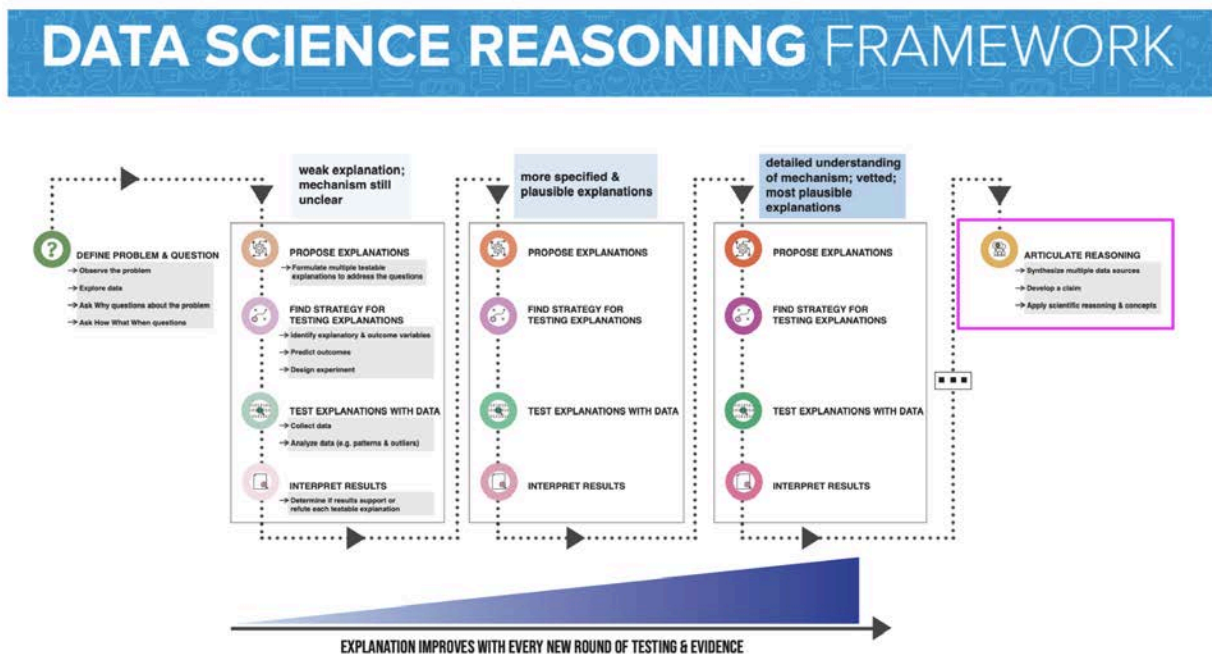 DATA SCIENCE REASONING FRAMEWORK
?
DEFINE PROBLEM & QUESTION
Observe the problem
Explore data
Ask Why questions about the problem
Ask How What When questions
weak explanation;
mechanism still
unclear
PROPOSE EXPLANATIONS
Formulate multiple testable
explanations to address the questions
FIND STRATEGY FOR
TESTING EXPLANATIONS
Identify explanatory & outcome variables
Predict outcomes
Design experiment
TEST EXPLANATIONS WITH DATA
Collect data
Analyze data (e.g. patterns & outliers)
INTERPRET RESULTS
Determine if results support or
refute each testable explanation
more specified &
plausible explanations
PROPOSE EXPLANATIONS
FIND STRATEGY FOR
TESTING EXPLANATIONS
TEST EXPLANATIONS WITH DATA
INTERPRET RESULTS
detailed understanding
of mechanism; vetted;
most plausible
explanations
PROPOSE EXPLANATIONS
FIND STRATEGY FOR
TESTING EXPLANATIONS
TEST EXPLANATIONS WITH DATA
INTERPRET RESULTS
ARTICULATE REASONING
Synthesize multiple data sources
Develop a claim
Apply scientific reasoning & concepts
EXPLANATION IMPROVES WITH EVERY NEW ROUND OF TESTING & EVIDENCE